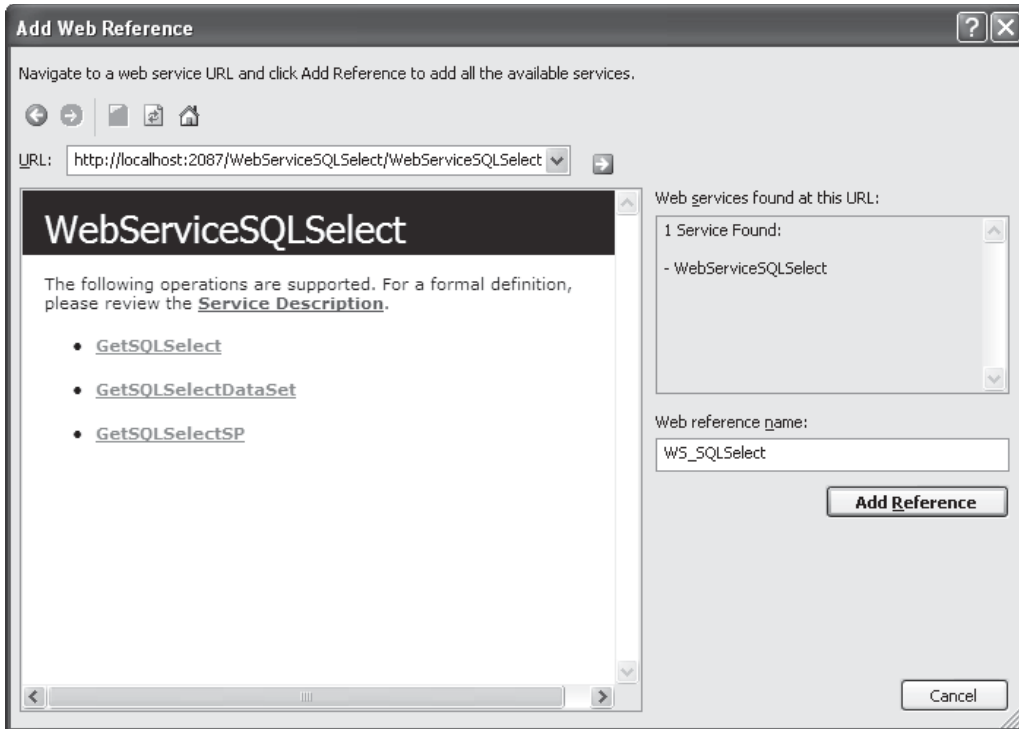 Add Web Reference
Navigate to a web service URL and click Add Reference to add all the available services.
URL: http://localhost:2087/WebServiceSQLSelect/WebServiceSQLSelect
WebServiceSQLSelect
The following operations are supported. For a formal definition,
please review the Service Description.
• GetSQLSelect
• GetSQLSelectDataSet
• GetSQLSelectSP
Web services found at this URL:
1 Service Found:
- WebServiceSQLSelect
Web reference name:
WS_SQLSelect
Add Reference
Cancel